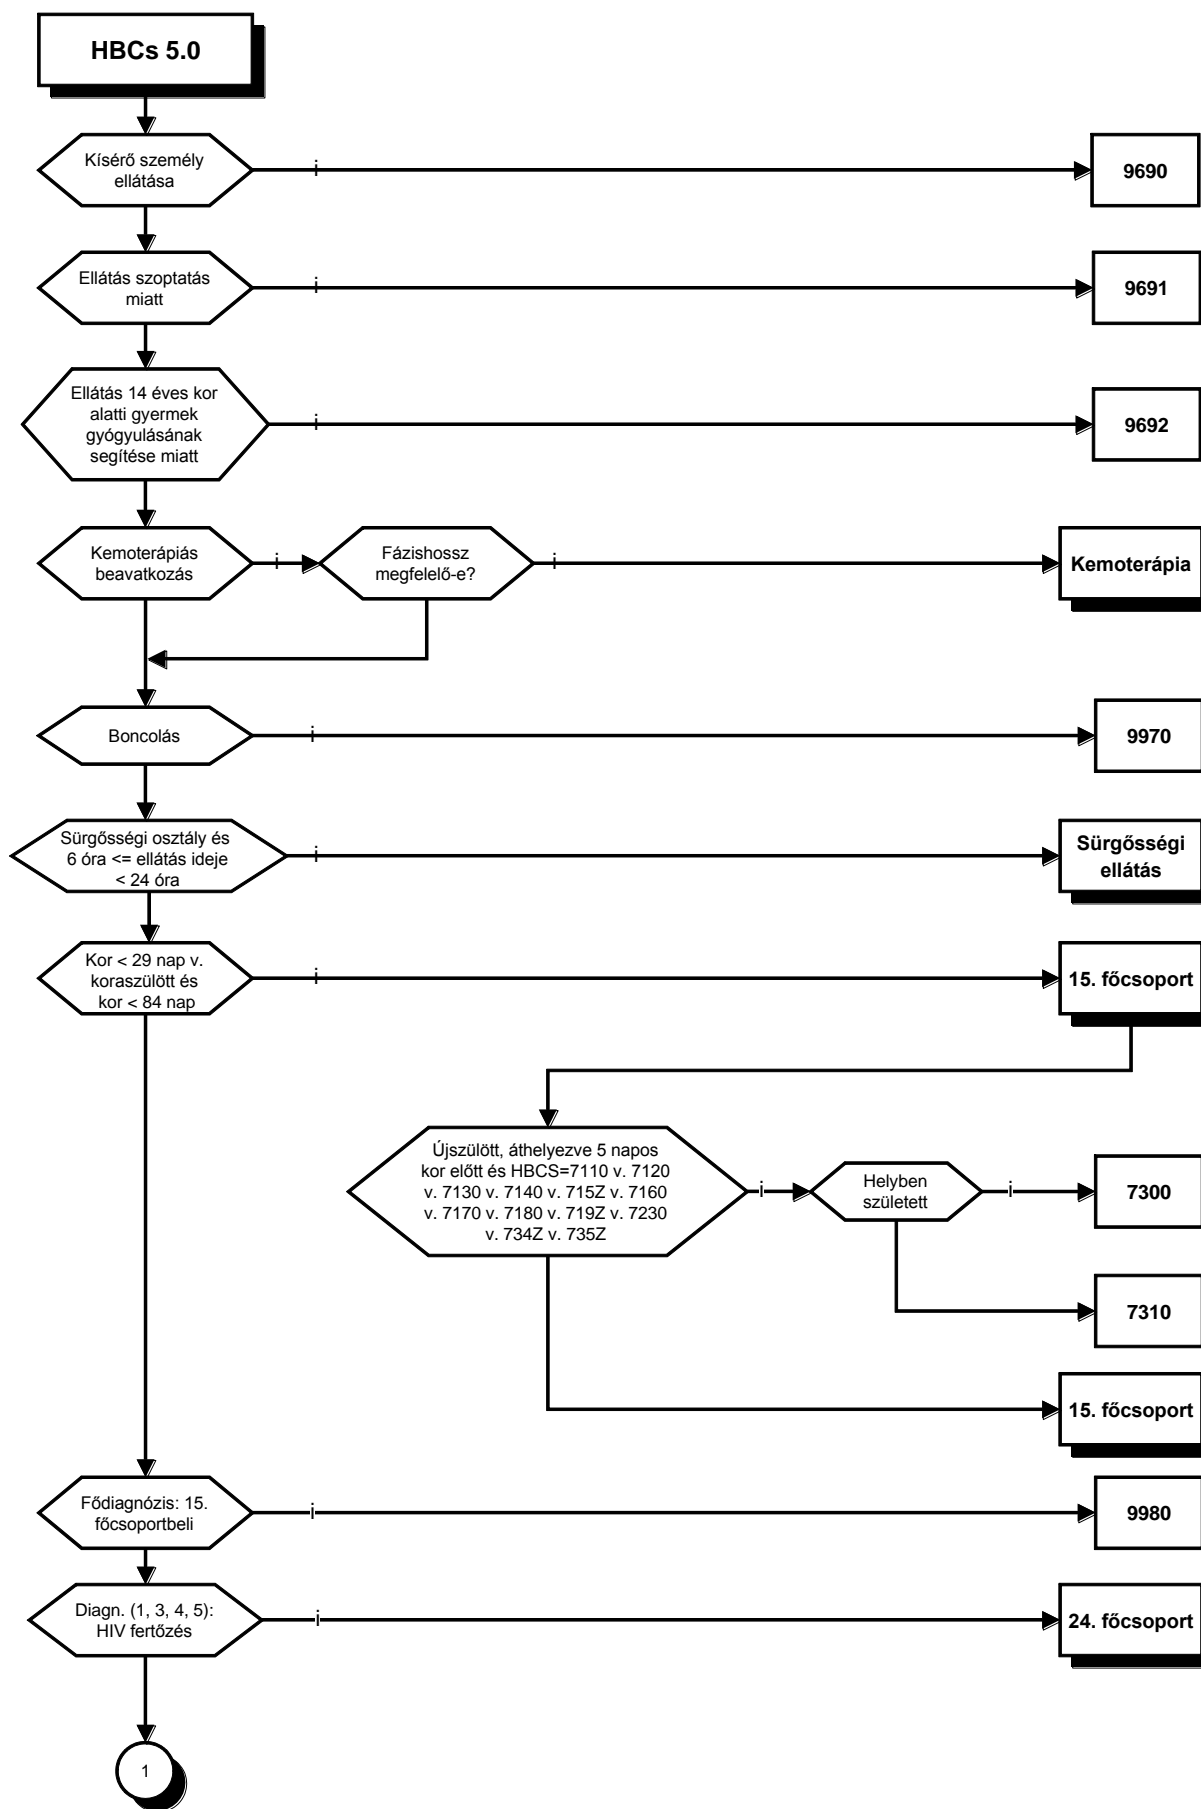 HBCs 5.0
Kísérő személy
ellátása
i
9690
Ellátás szoptatás
miatt
i
9691
Ellátás 14 éves kor
alatti gyermek
gyógyulásának
segítése miatt
i
9692
Kemoterápiás
beavatkozás
i
Fázishossz
megfelelő-e?
i
Kemoterápia
Boncolás
i
9970
Sürgősségi osztály és
6 óra <= ellátás ideje
< 24 óra
i
Sürgősségi
ellátás
Kor < 29 nap v.
koraszülött és
kor < 84 nap
i
15. főcsoport
Újszülött, áthelyezve 5 napos
kor előtt és HBCS=7110 v. 7120
v. 7130 v. 7140 v. 715Z v. 7160
v. 7170 v. 7180 v. 719Z v. 7230
v. 734Z v. 735Z
i
Helyben
született
i
7300
7310
15. főcsoport
Fődiagnózis: 15.
főcsoportbeli
i
9980
Diagn. (1, 3, 4, 5):
HIV fertőzés
i
24. főcsoport
1